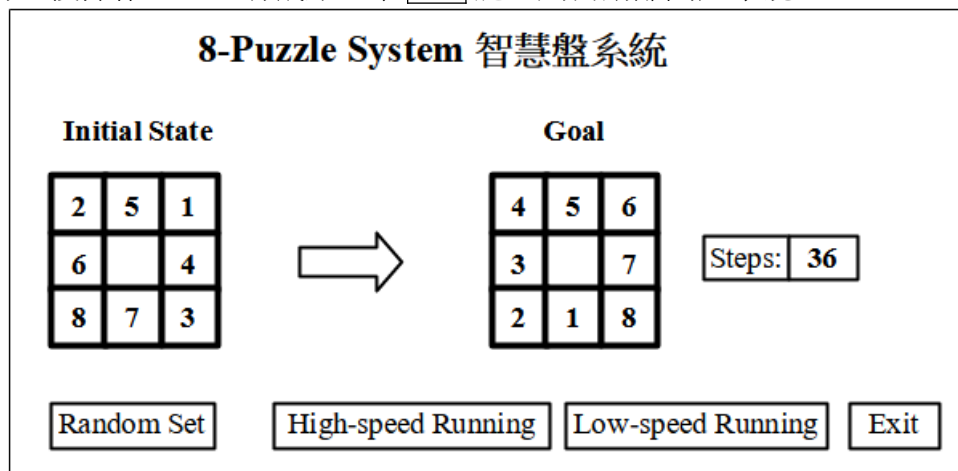 8-Puzzle System 智慧盤系統
Initial State
Goal
2 5 1
4 5 6
6 4
3 7
Steps: 36
8 7 3
2 1 8
Random Set
High-speed Running
Low-speed Running
Exit